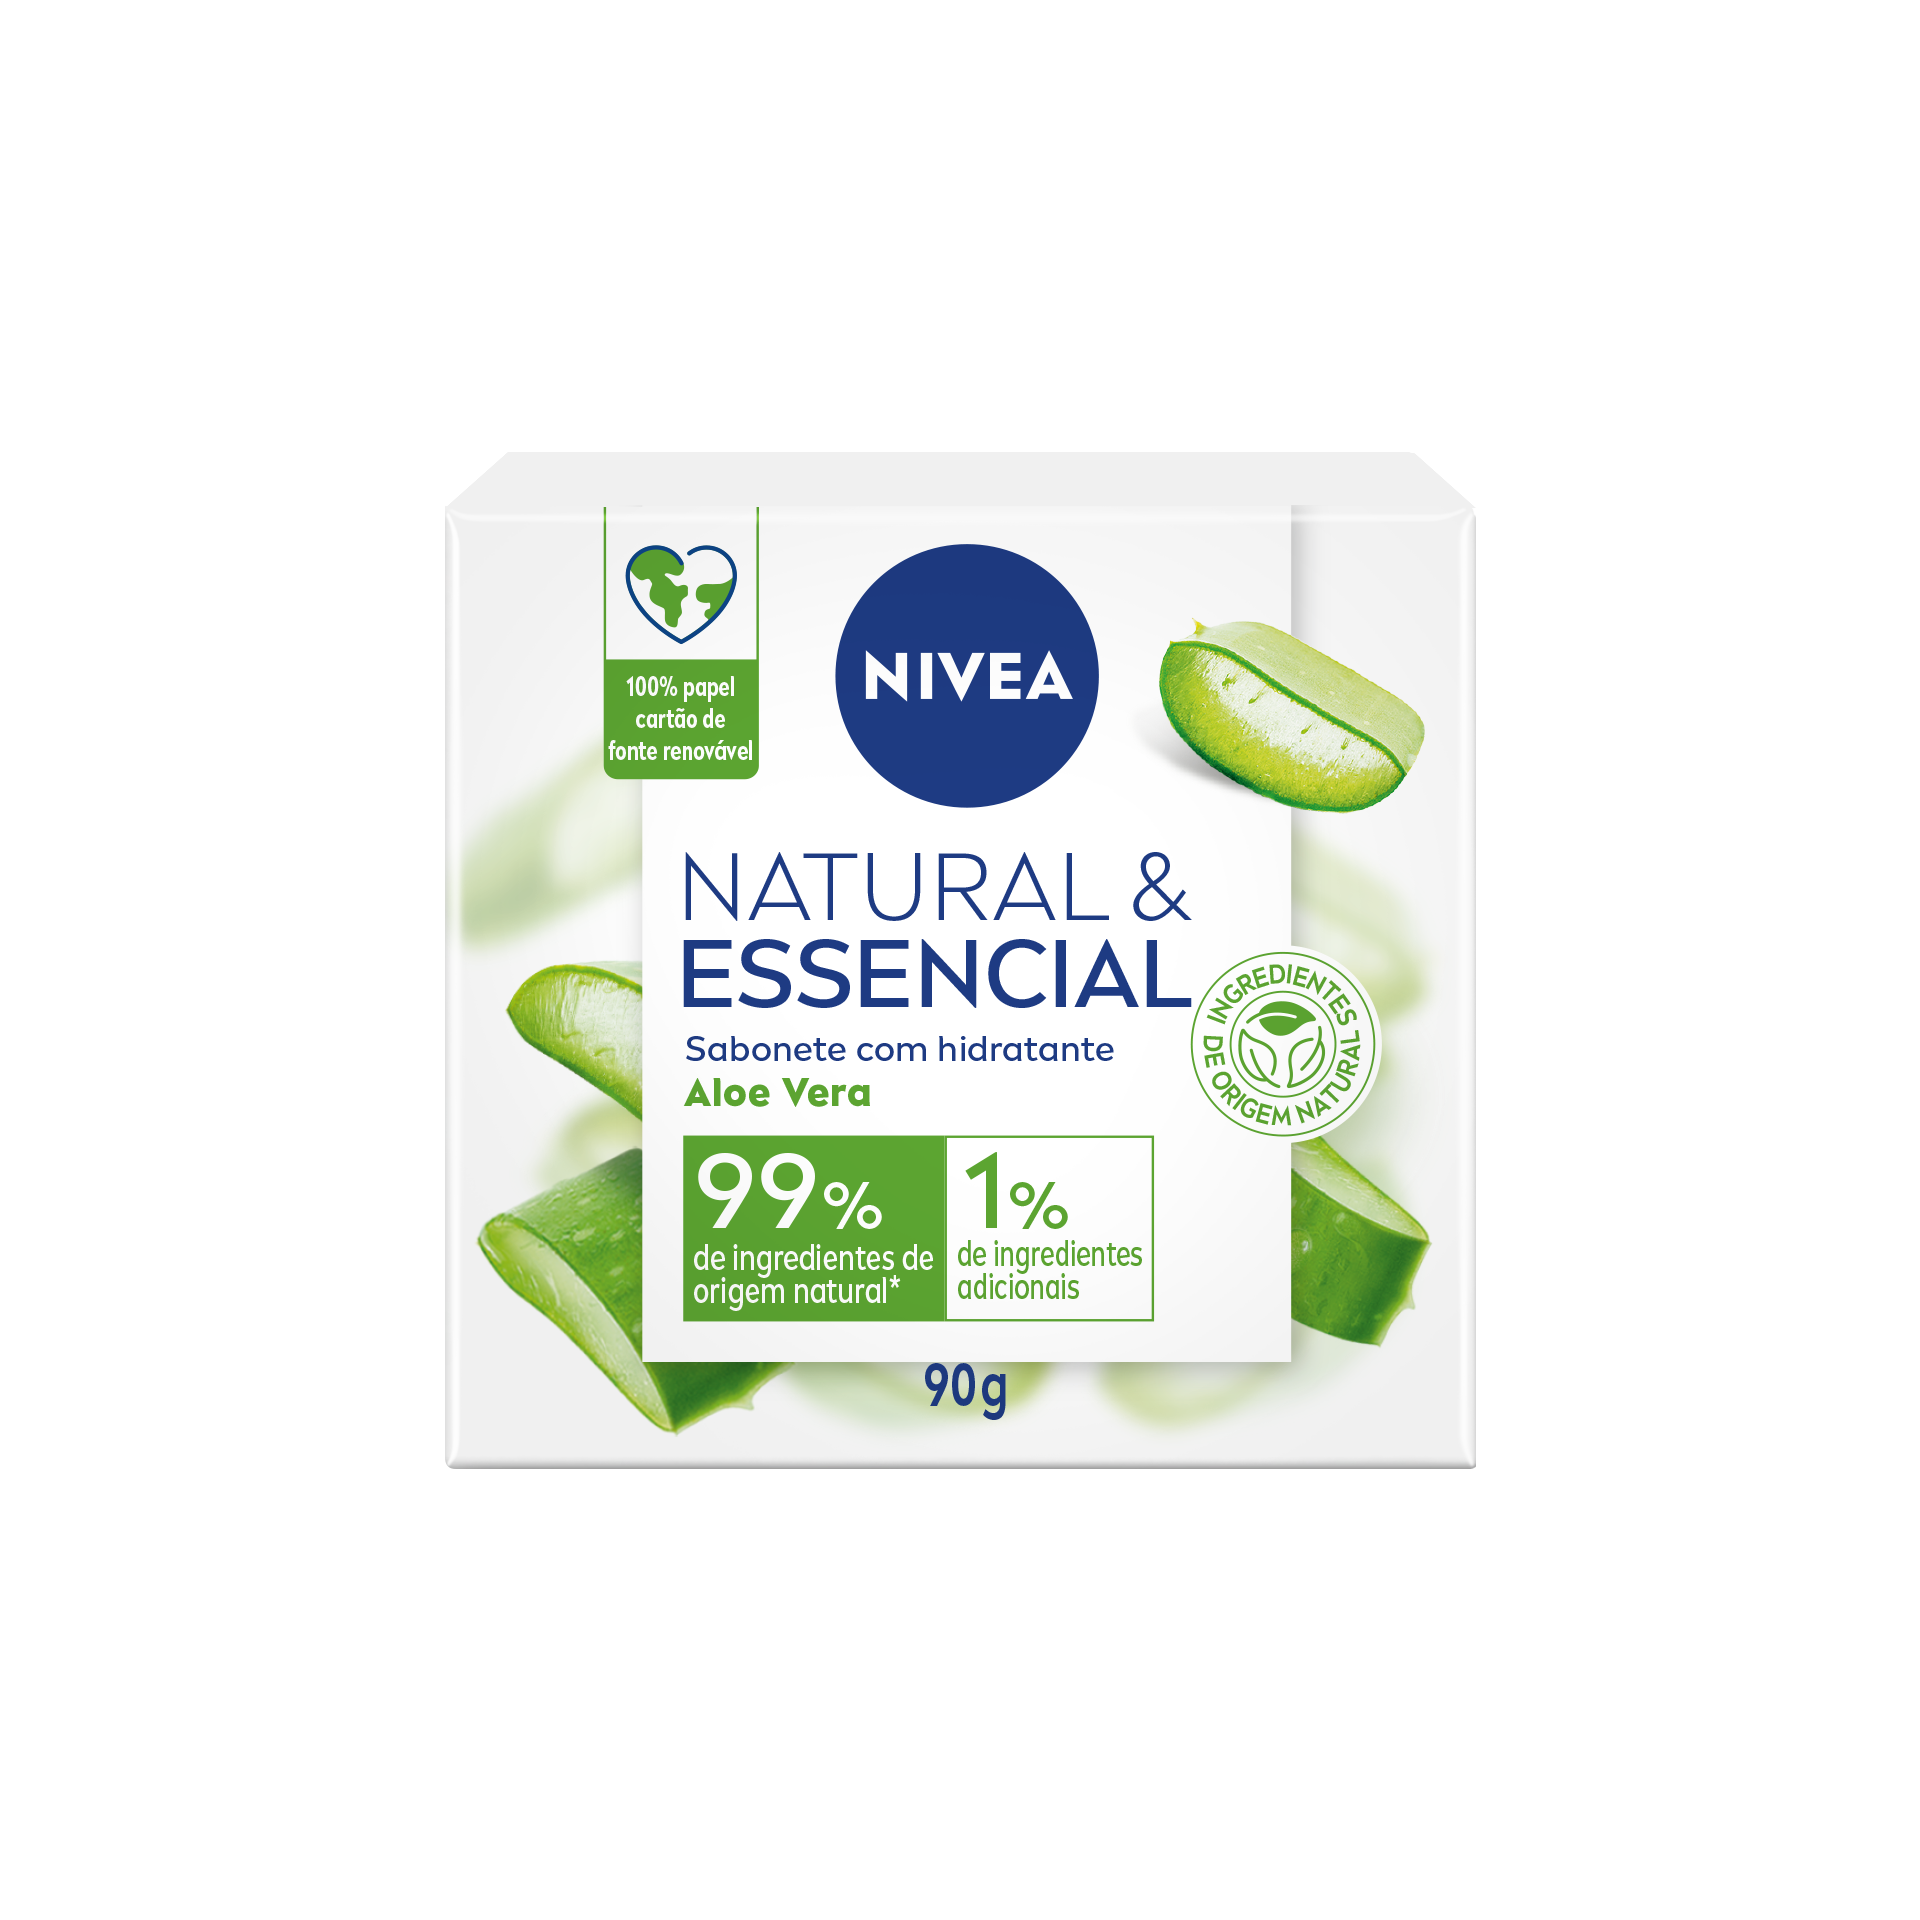 100% papel
cartão de
fonte renovável
NIVEA
NATURAL &
ESSENCIAL
Sabonete com hidratante
Aloe Vera
INGREDIENTES
DE ORIGEM NATURAL
99%
de ingredientes de
origem natural*
1%
de ingredientes
adicionais
90g